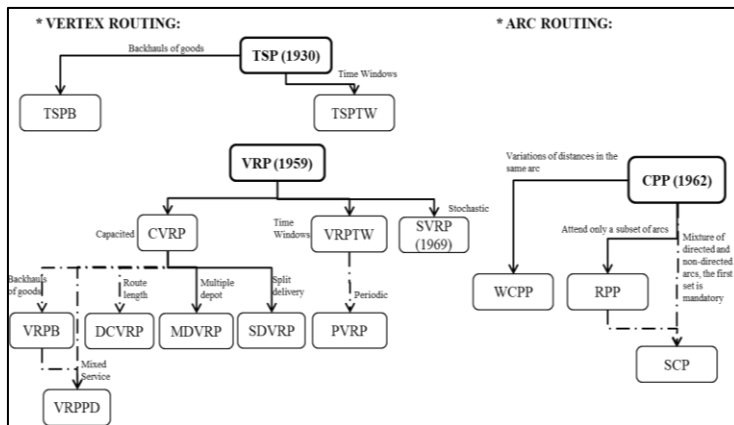 * VERTEX ROUTING:
* ARC ROUTING:
Backhauls of goods
TSP (1930)
Time Windows
TSPB
TSPTW
VRP (1959)
Stochastic
Capacited
CVRP
Time
Windows
VRPTW
SVRP
(1969)
Backhauls
of goods
Route
length
Multiple
depot
Split
delivery
Periodic
VRPB
DCVRP
MDVRP
SDVRP
PVRP
Mixed
Service
VRPPD
Variations of distances in the
same arc
CPP (1962)
Attend only a subset of arcs
Mixture of
directed and
non-directed
arcs, the first
set is
mandatory
WCPP
RPP
SCP